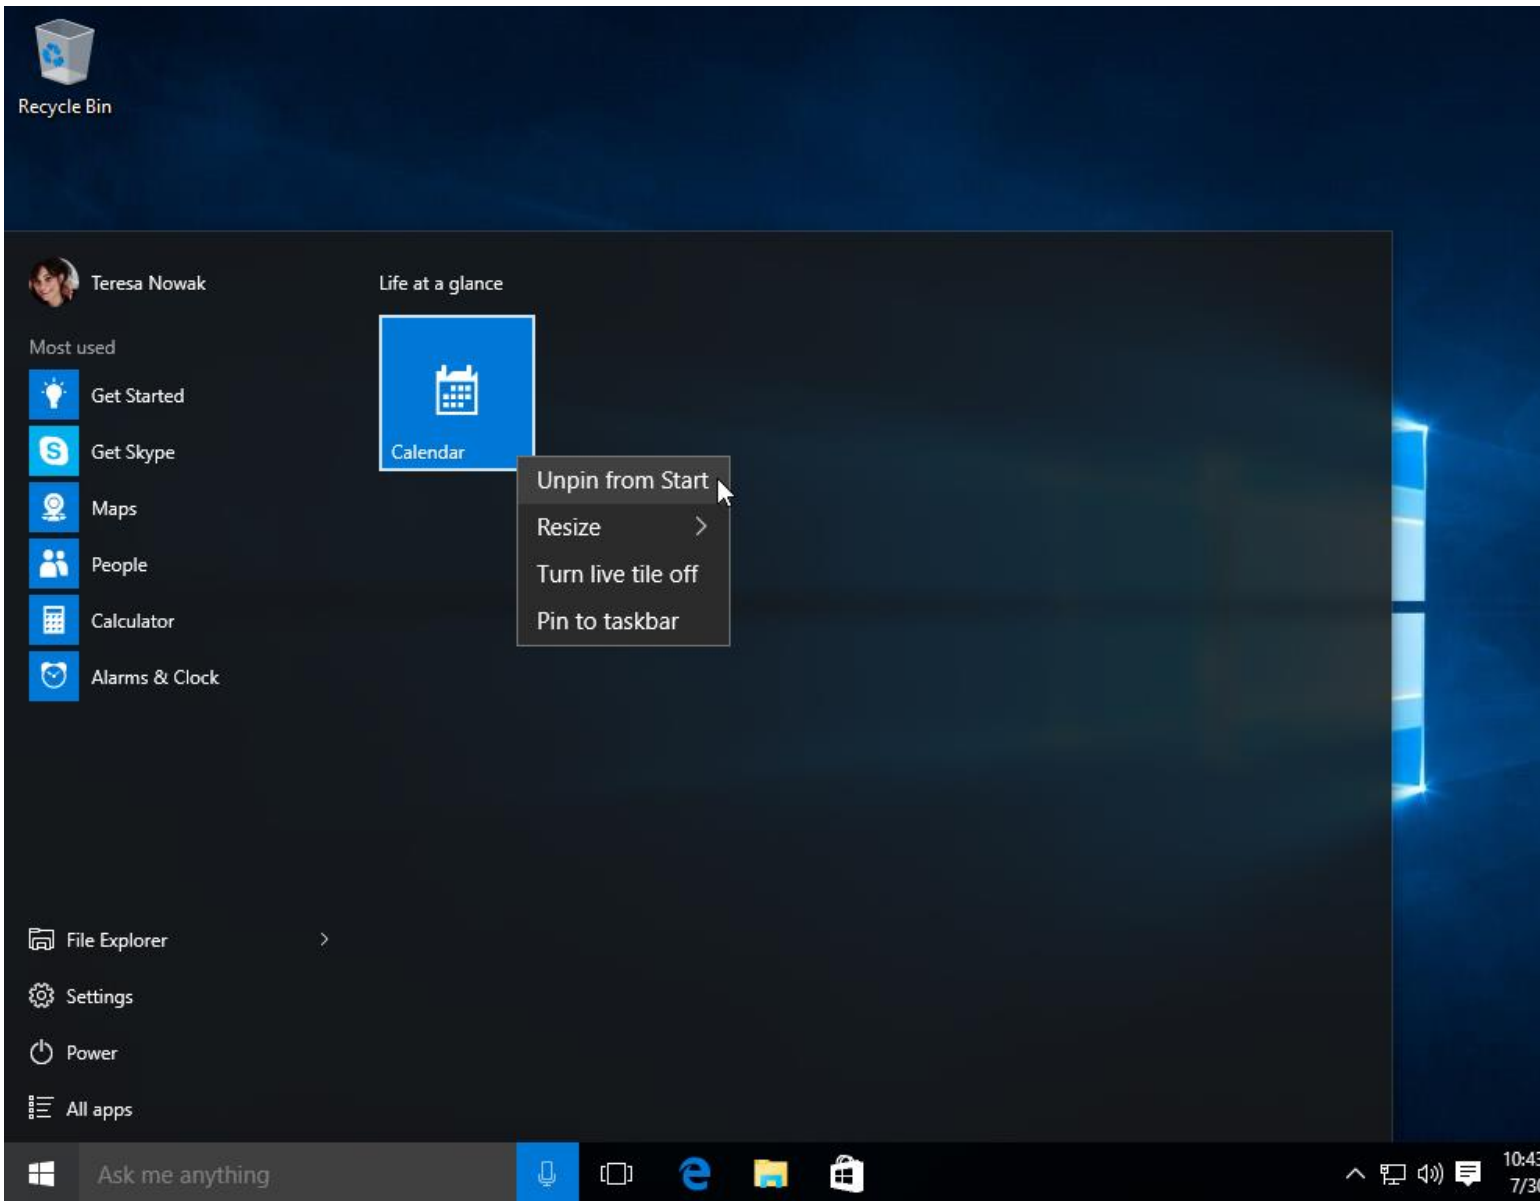 Recycle Bin
Teresa Nowak
Life at a glance
Most used
Get Started
Get Skype
Maps
People
Calculator
Alarms & Clock
Calendar
Unpin from Start
Resize
Turn live tile off
Pin to taskbar
File Explorer
Settings
Power
All apps
Ask me anything
10:43